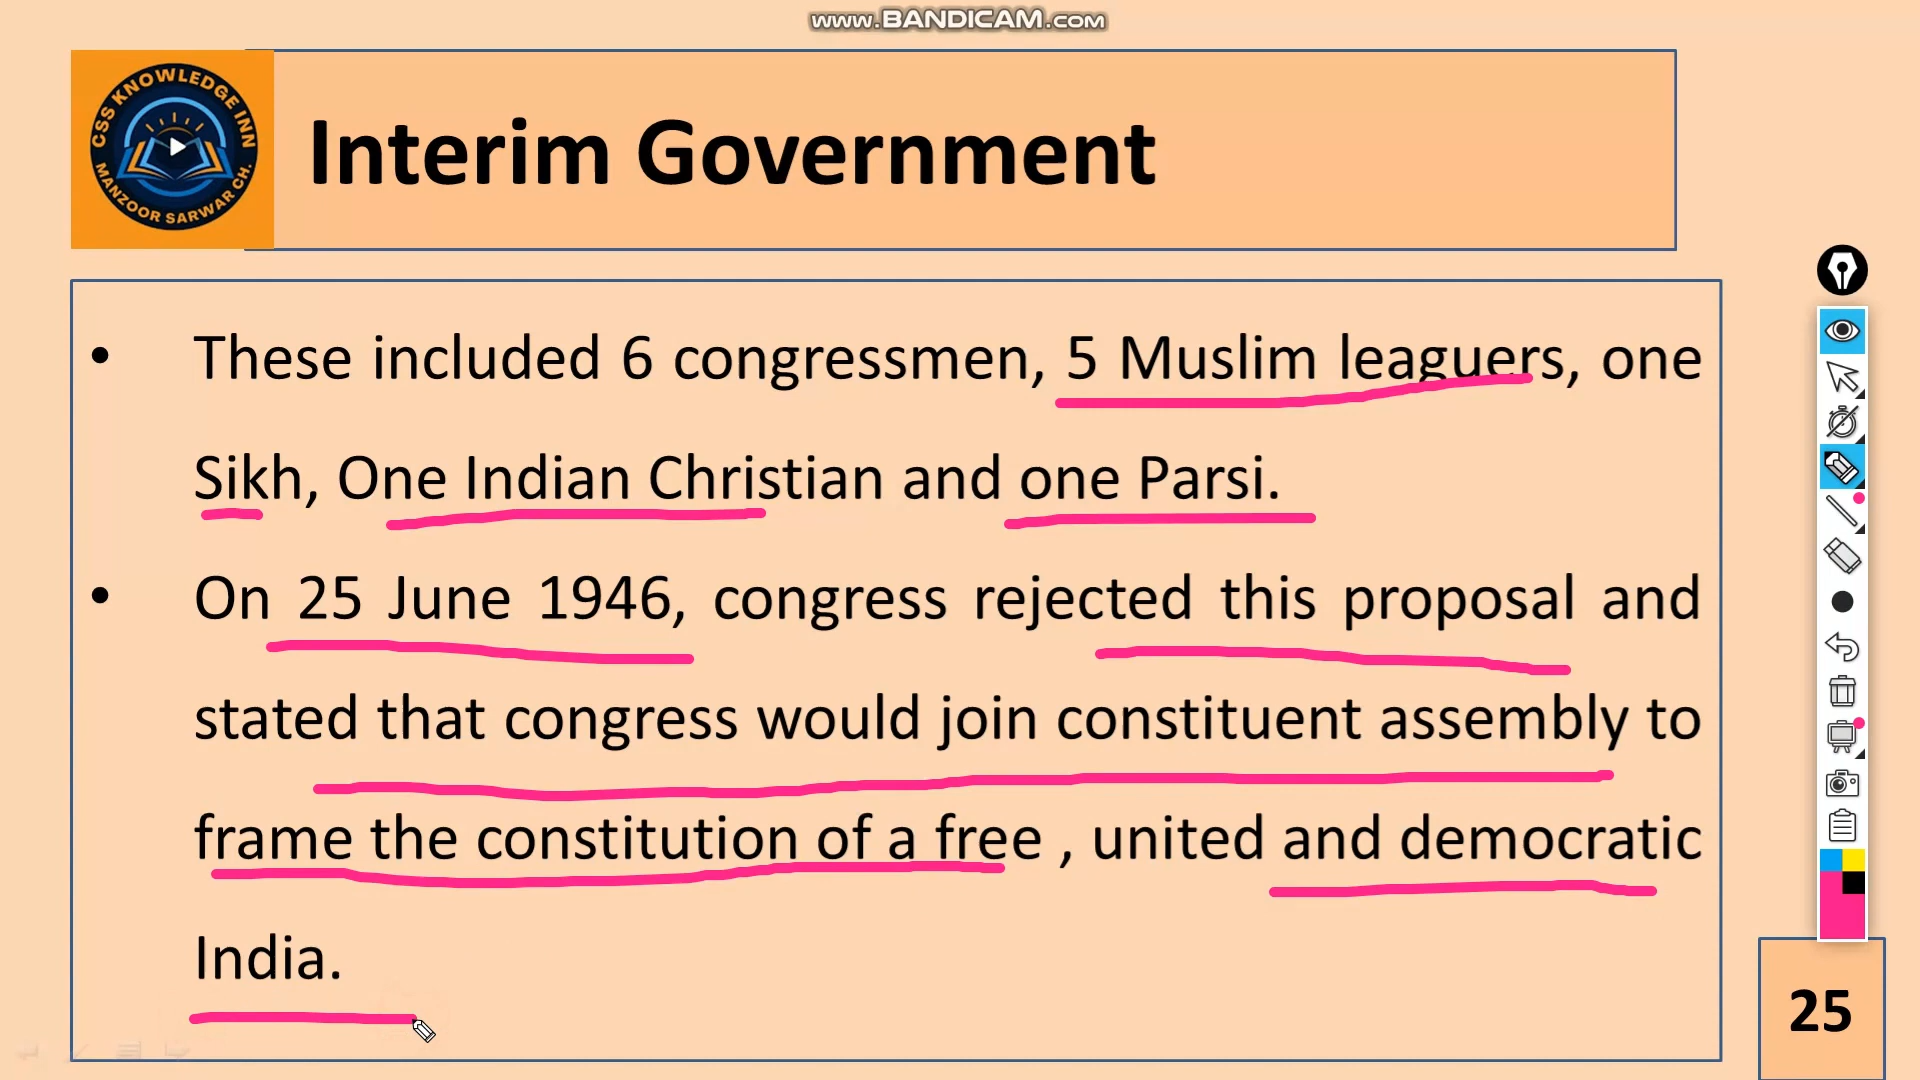 www.BANDICAM.com
CSS KNOWLEDGE INN
MANZOOR SARWAR CH.
Interim Government
• These included 6 congressmen, 5 Muslim leaguers, one
Sikh, One Indian Christian and one Parsi.
• On 25 June 1946, congress rejected this proposal and
stated that congress would join constituent assembly to
frame the constitution of a free , united and democratic
India.
25